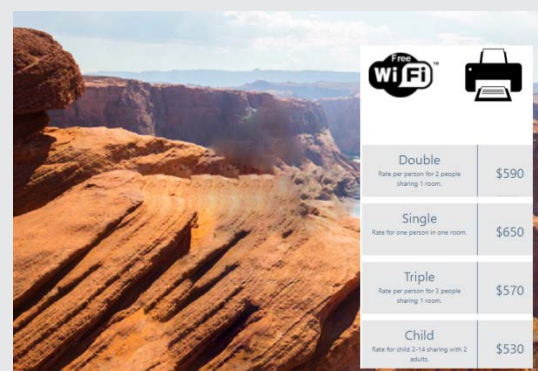 Free
WiFi™
Double
Rate per person for 2 people
sharing 1 room.
$590
Single
Rate for one person in one room.
$650
Triple
Rate per person for 3 people
sharing 1 room.
$570
Child
Rate for child 2-14 sharing with 2
adults.
$530